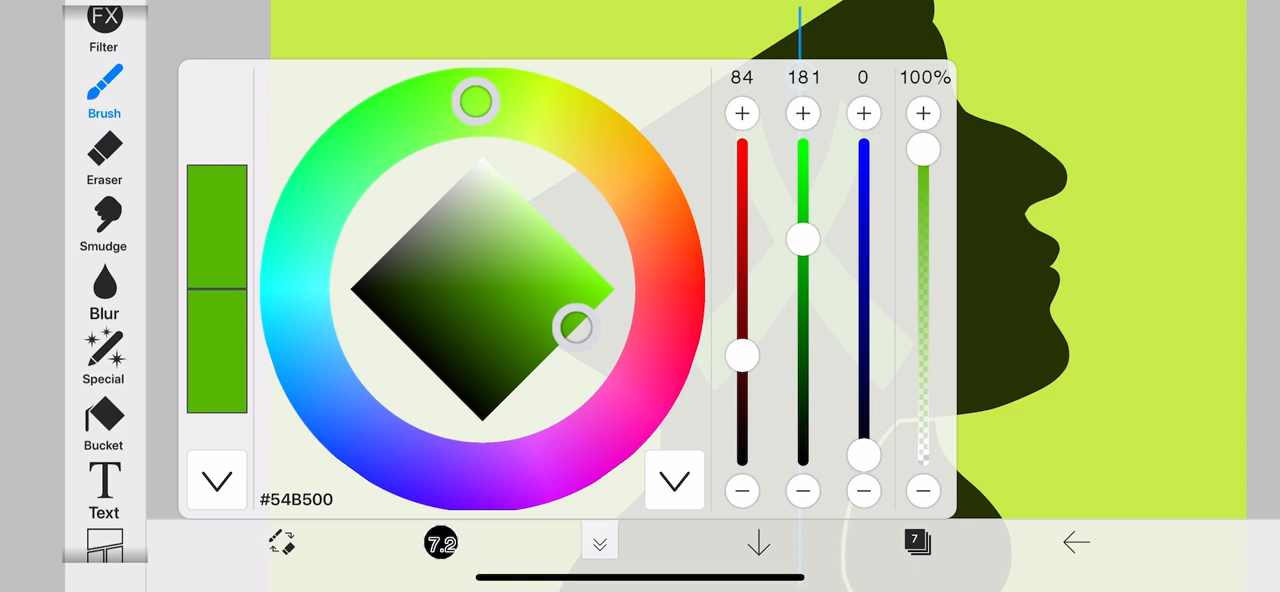 FX
Filter
Brush
Eraser
Smudge
Blur
Special
Bucket
T
Text
84 181 0 100%
#54B500
7.2
7